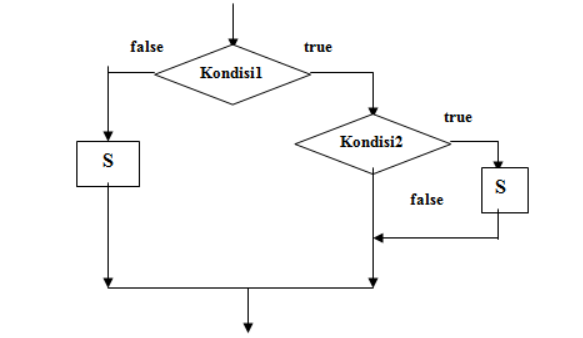 false
true
Kondisi1
true
Kondisi2
S
S
false